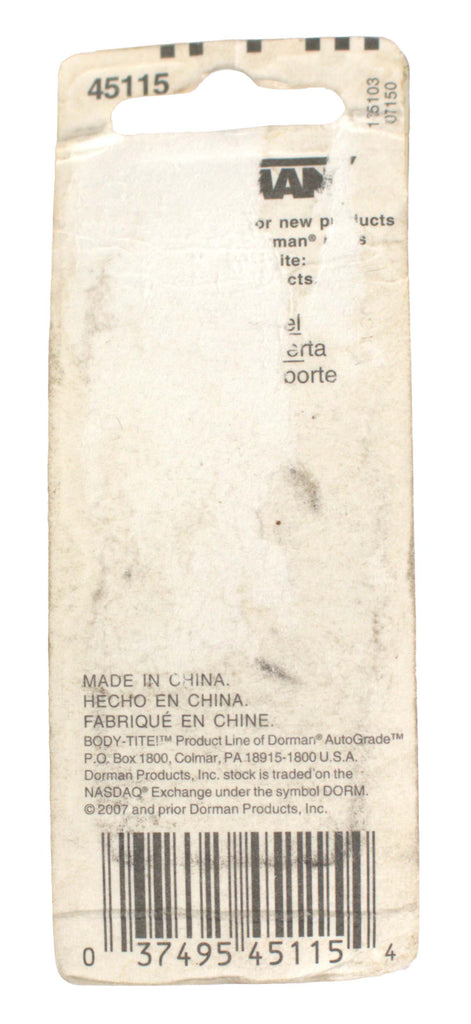 45115
175103
07150
or new products
rman®
ite:
cts.
el
erta
porte
MADE IN CHINA.
HECHO EN CHINA.
FABRIQUÉ EN CHINE.
BODY-TITE!™ Product Line of Dorman® AutoGrade™
P.O. Box 1800, Colmar, PA 18915-1800 U.S.A.
Dorman Products, Inc. stock is traded on the
NASDAQ® Exchange under the symbol DORM.
© 2007 and prior Dorman Products, Inc.
0 37495 45115 4